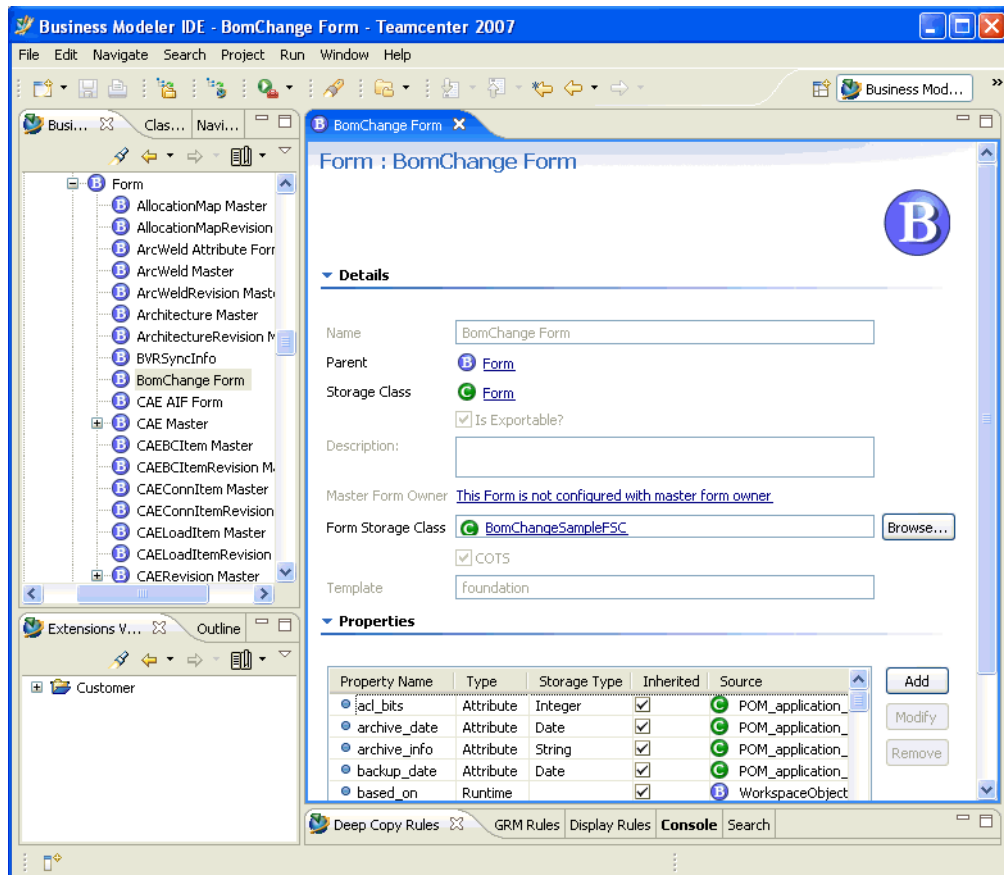 Business Modeler IDE - BomChange Form - Teamcenter 2007
File Edit Navigate Search Project Run Window Help
Business Mod... »
Busi... Clas... Navi...
Form
AllocationMap Master
AllocationMapRevision
ArcWeld Attribute For
ArcWeld Master
ArcWeldRevision Mast
Architecture Master
ArchitectureRevision M
BVRSyncInfo
BomChange Form
CAE AIF Form
CAE Master
CAEBCItem Master
CAEBCItemRevision M
CAEConnItem Master
CAEConnItemRevision
CAELoadItem Master
CAELoadItemRevision
CAERevision Master
Extensions V... Outline
Customer
B BomChange Form
Form : BomChange Form
B
Details
Name BomChange Form
Parent B Form
Storage Class C Form
Is Exportable?
Description:
Master Form Owner This Form is not configured with master form owner
Form Storage Class C BomChangeSampleFSC Browse...
COTS
Template foundation
Properties
Property Name Type Storage Type Inherited Source Add
acl_bits Attribute Integer C POM_application_
archive_date Attribute Date C POM_application_ Modify
archive_info Attribute String C POM_application_
backup_date Attribute Date C POM_application_ Remove
based_on Runtime B WorkspaceObject
Deep Copy Rules GRM Rules Display Rules Console Search